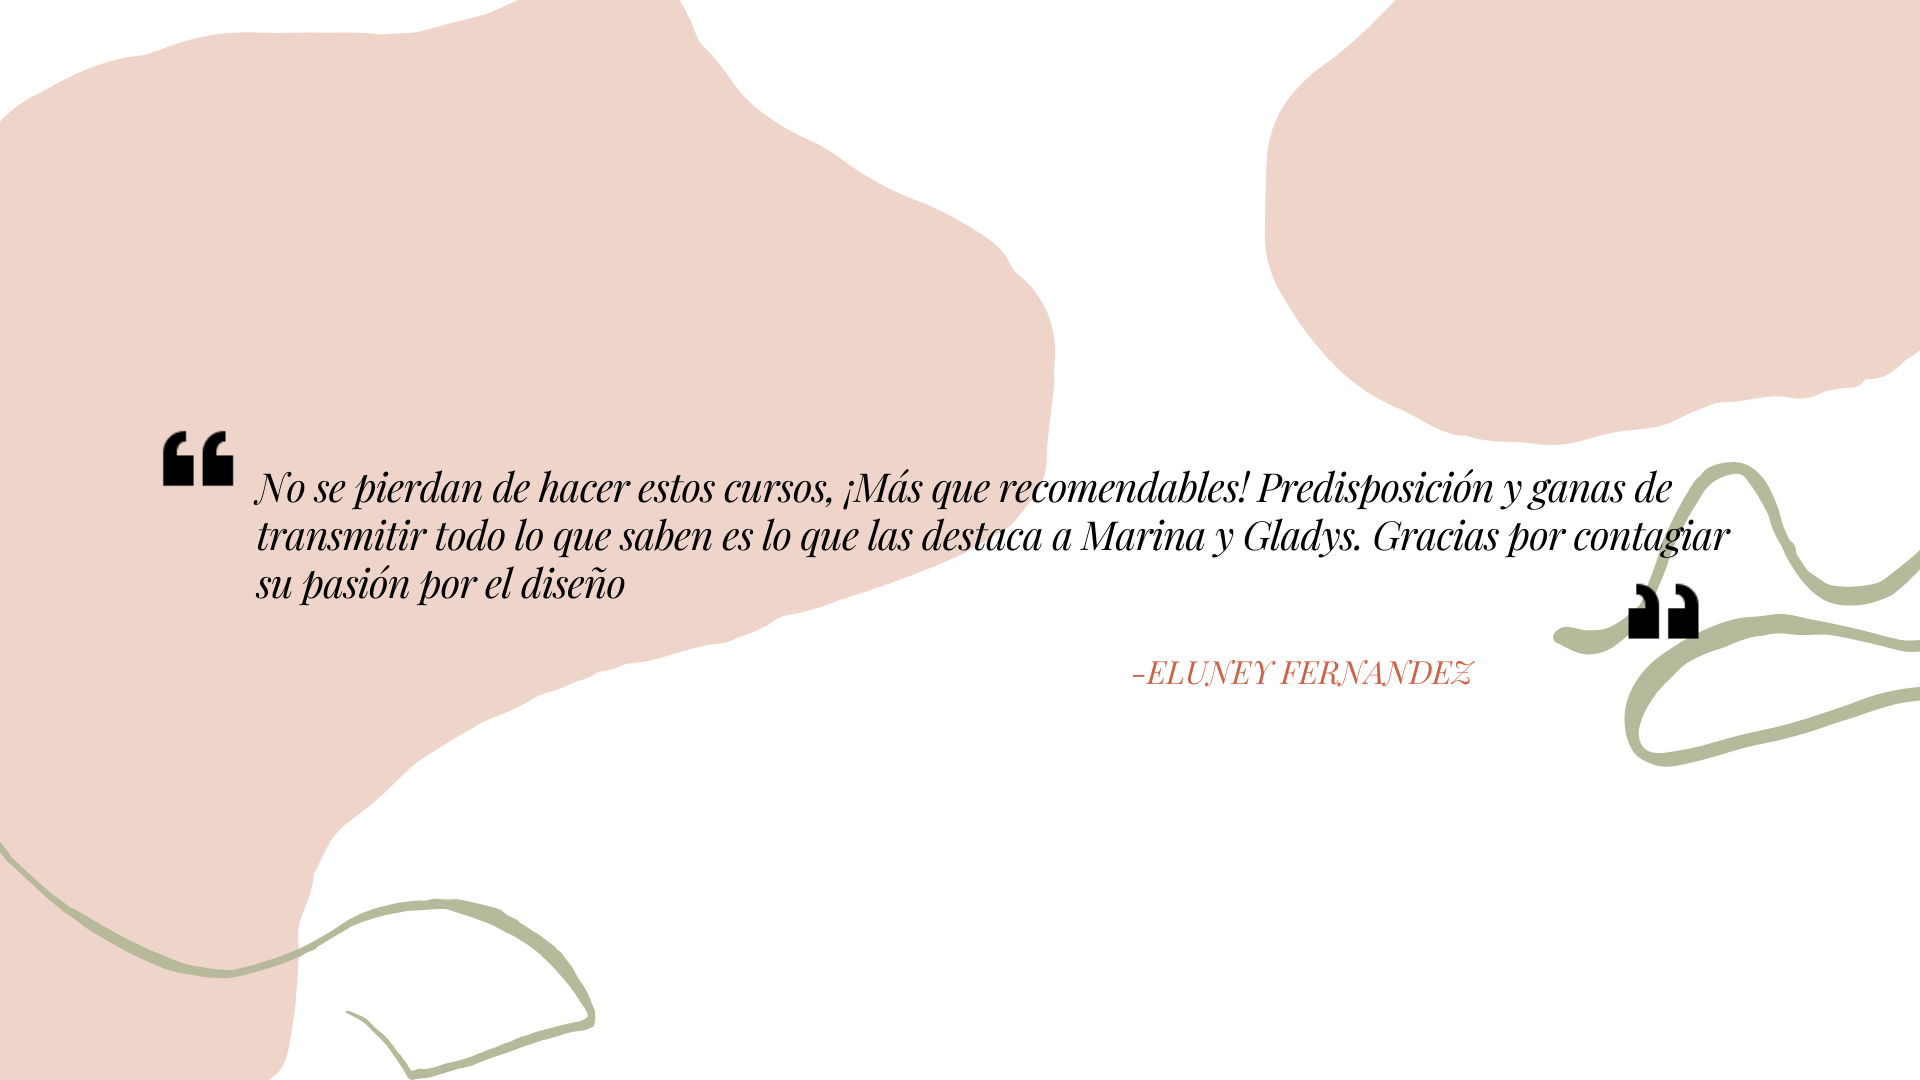 “ No se pierdan de hacer estos cursos, ¡Más que recomendables! Predisposición y ganas de
transmitir todo lo que saben es lo que las destaca a Marina y Gladys. Gracias por contagiar
su pasión por el diseño
”
-ELUNEY FERNANDEZ